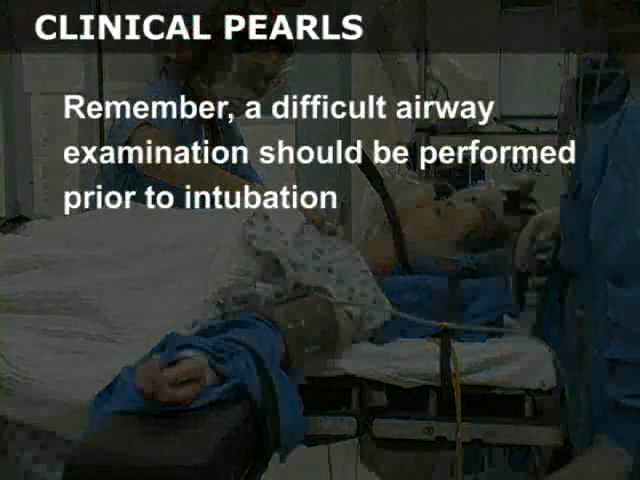 CLINICAL PEARLS
Remember, a difficult airway
examination should be performed
prior to intubation